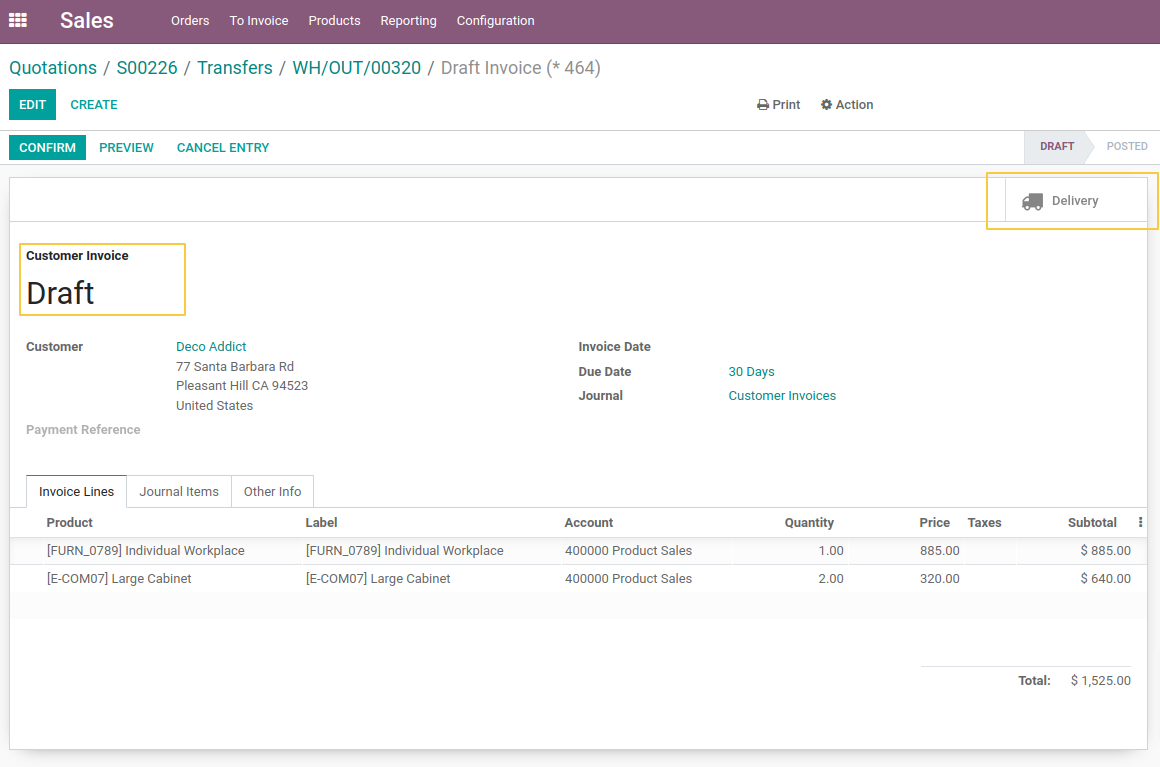 Sales Orders To Invoice Products Reporting Configuration
Quotations / S00226 / Transfers / WH/OUT/00320 / Draft Invoice (* 464)
EDIT CREATE Print Action
CONFIRM PREVIEW CANCEL ENTRY DRAFT POSTED
Delivery
Customer Invoice
Draft
Customer Deco Addict Invoice Date
77 Santa Barbara Rd
Due Date 30 Days
Pleasant Hill CA 94523
Journal Customer Invoices
United States
Payment Reference
Invoice Lines Journal Items Other Info
Product Label Account Quantity Price Taxes Subtotal
[FURN_0789] Individual Workplace [FURN_0789] Individual Workplace 400000 Product Sales 1.00 885.00 $ 885.00
[E-COM07] Large Cabinet [E-COM07] Large Cabinet 400000 Product Sales 2.00 320.00 $ 640.00
Total: $ 1,525.00